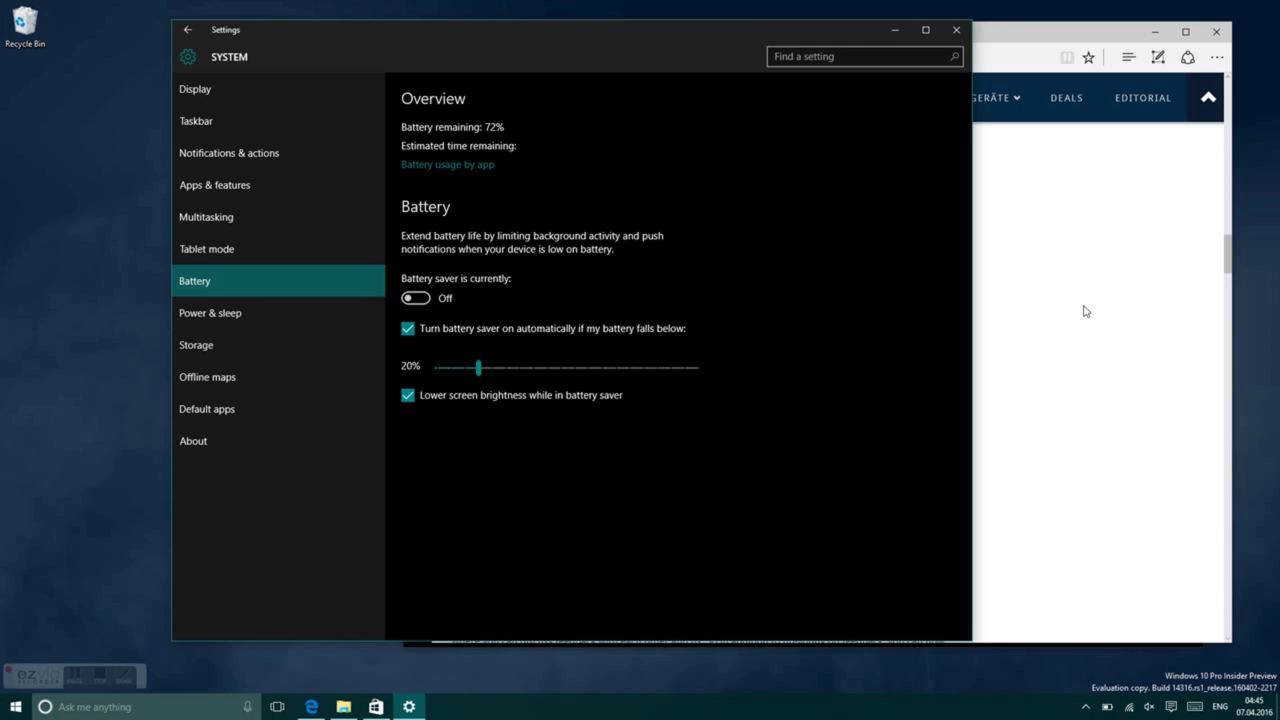 Recycle Bin
Settings
SYSTEM
Find a setting
Display
Taskbar
Notifications & actions
Apps & features
Multitasking
Tablet mode
Battery
Power & sleep
Storage
Offline maps
Default apps
About
Overview
Battery remaining: 72%
Estimated time remaining:
Battery usage by app
Battery
Extend battery life by limiting background activity and push
notifications when your device is low on battery.
Battery saver is currently:
Off
Turn battery saver on automatically if my battery falls below:
20%
Lower screen brightness while in battery saver
GERÄTE
DEALS
EDITORIAL
ezvid
RECORDER
STOP
Windows 10 Pro Insider Preview
Evaluation copy. Build 14316.rs1_release.160402-2217
Ask me anything
ENG
04:45
07.04.2016